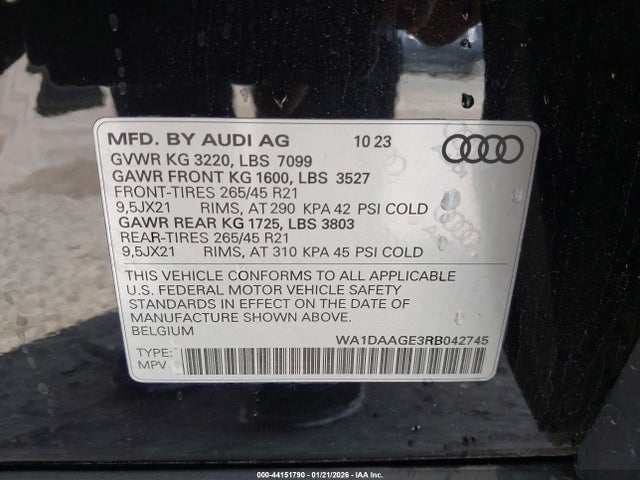 MFD. BY AUDI AG 10 23
GVWR KG 3220, LBS 7099
GAWR FRONT KG 1600, LBS 3527
FRONT-TIRES 265/45 R21
9,5JX21 RIMS, AT 290 KPA 42 PSI COLD
GAWR REAR KG 1725, LBS 3803
REAR-TIRES 265/45 R21
9,5JX21 RIMS, AT 310 KPA 45 PSI COLD
THIS VEHICLE CONFORMS TO ALL APPLICABLE
U.S. FEDERAL MOTOR VEHICLE SAFETY
STANDARDS IN EFFECT ON THE DATE OF
MANUFACTURE SHOWN ABOVE.
BELGIUM
WA1DAAGE3RB042745
TYPE:
MPV
000-44151790 - 01/21/2026 - IAA Inc.